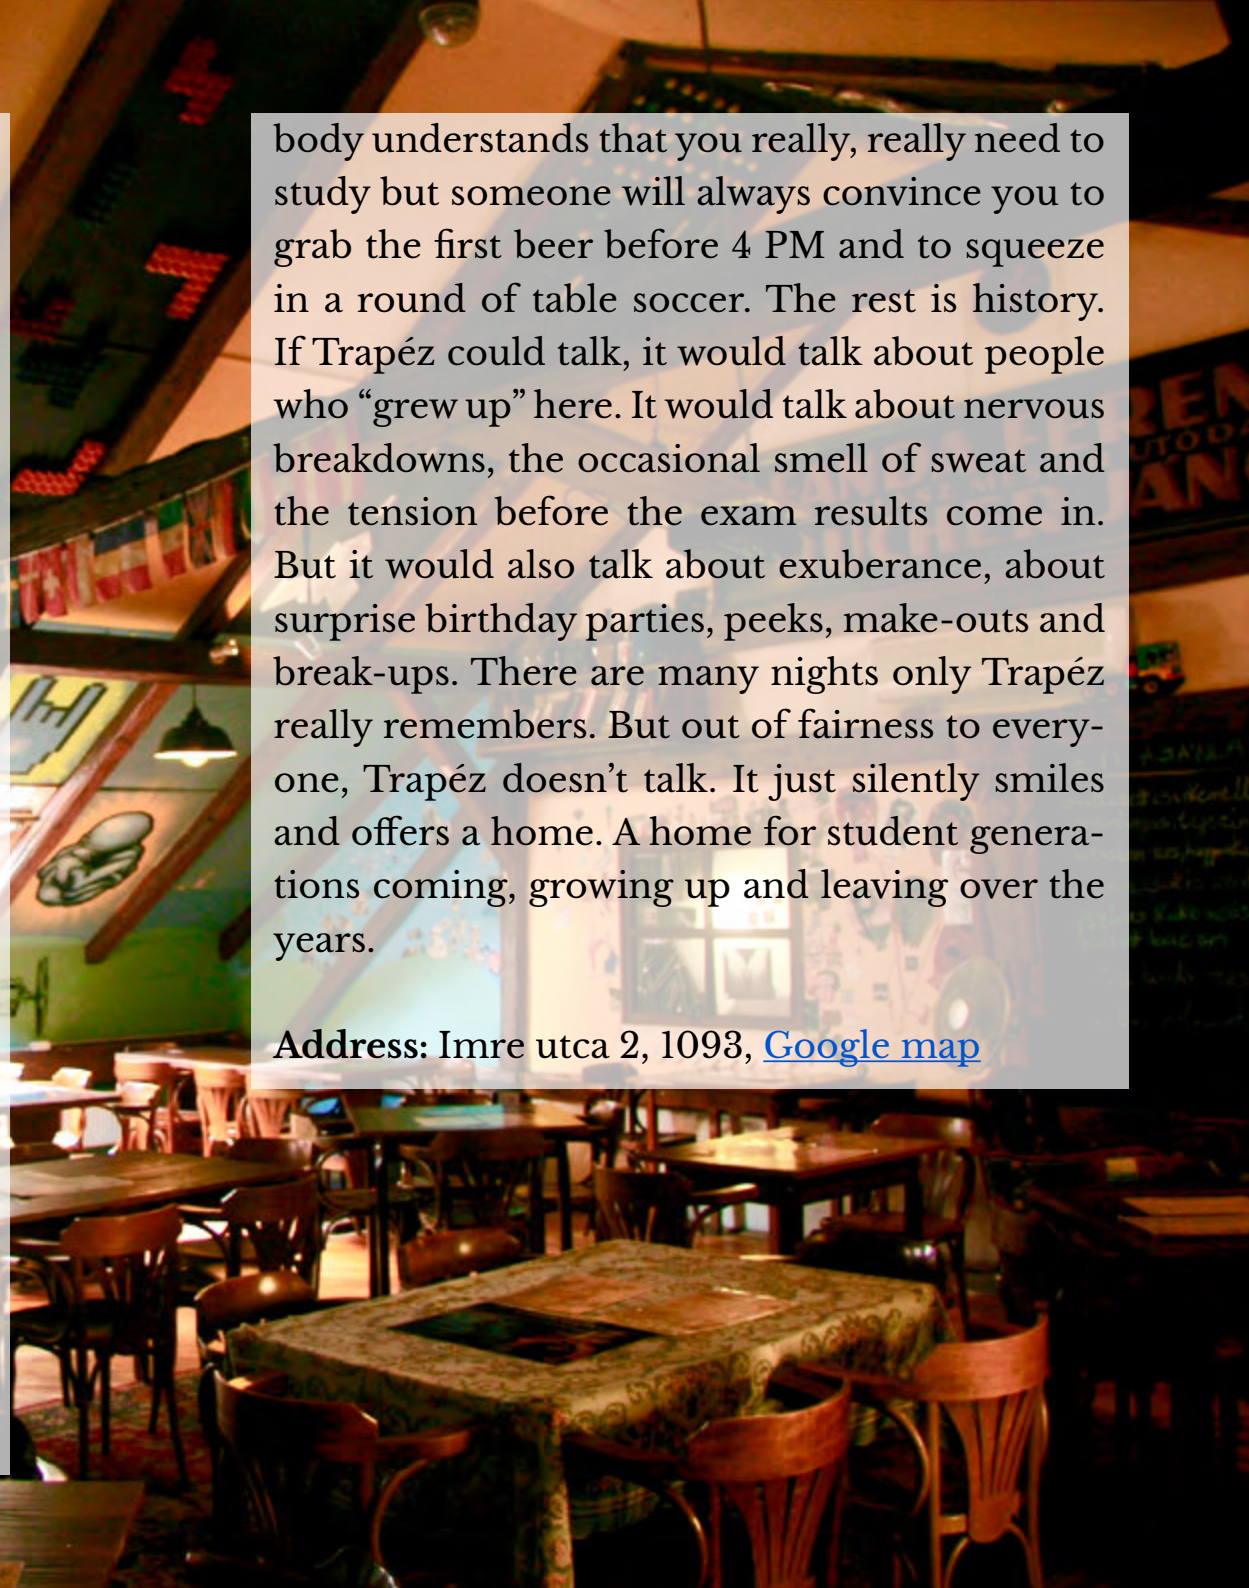 body understands that you really, really need to
study but someone will always convince you to
grab the first beer before 4 PM and to squeeze
in a round of table soccer. The rest is history.
If Trapéz could talk, it would talk about people
who “grew up” here. It would talk about nervous
breakdowns, the occasional smell of sweat and
the tension before the exam results come in.
But it would also talk about exuberance, about
surprise birthday parties, peeks, make-outs and
break-ups. There are many nights only Trapéz
really remembers. But out of fairness to every-
one, Trapéz doesn’t talk. It just silently smiles
and offers a home. A home for student genera-
tions coming, growing up and leaving over the
years.
Address: Imre utca 2, 1093, Google map
bacon